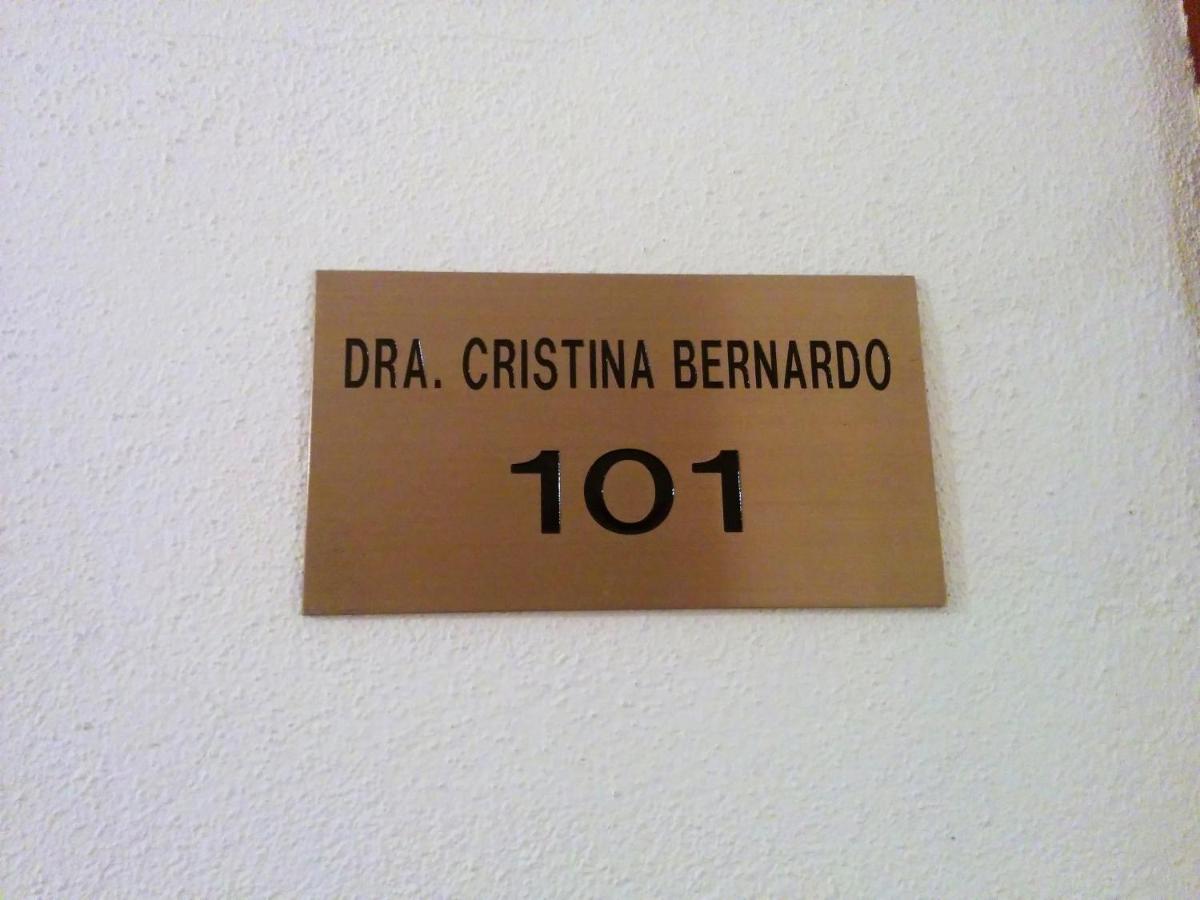 DRA. CRISTINA BERNARDO
101